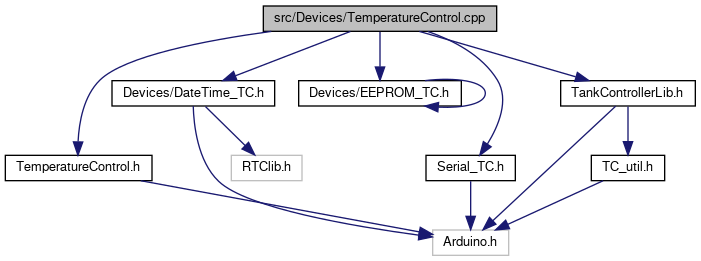 src/Devices/TemperatureControl.cpp
Devices/DateTime_TC.h
Devices/EEPROM_TC.h
TankControllerLib.h
TemperatureControl.h
RTClib.h
Serial_TC.h
TC_util.h
Arduino.h